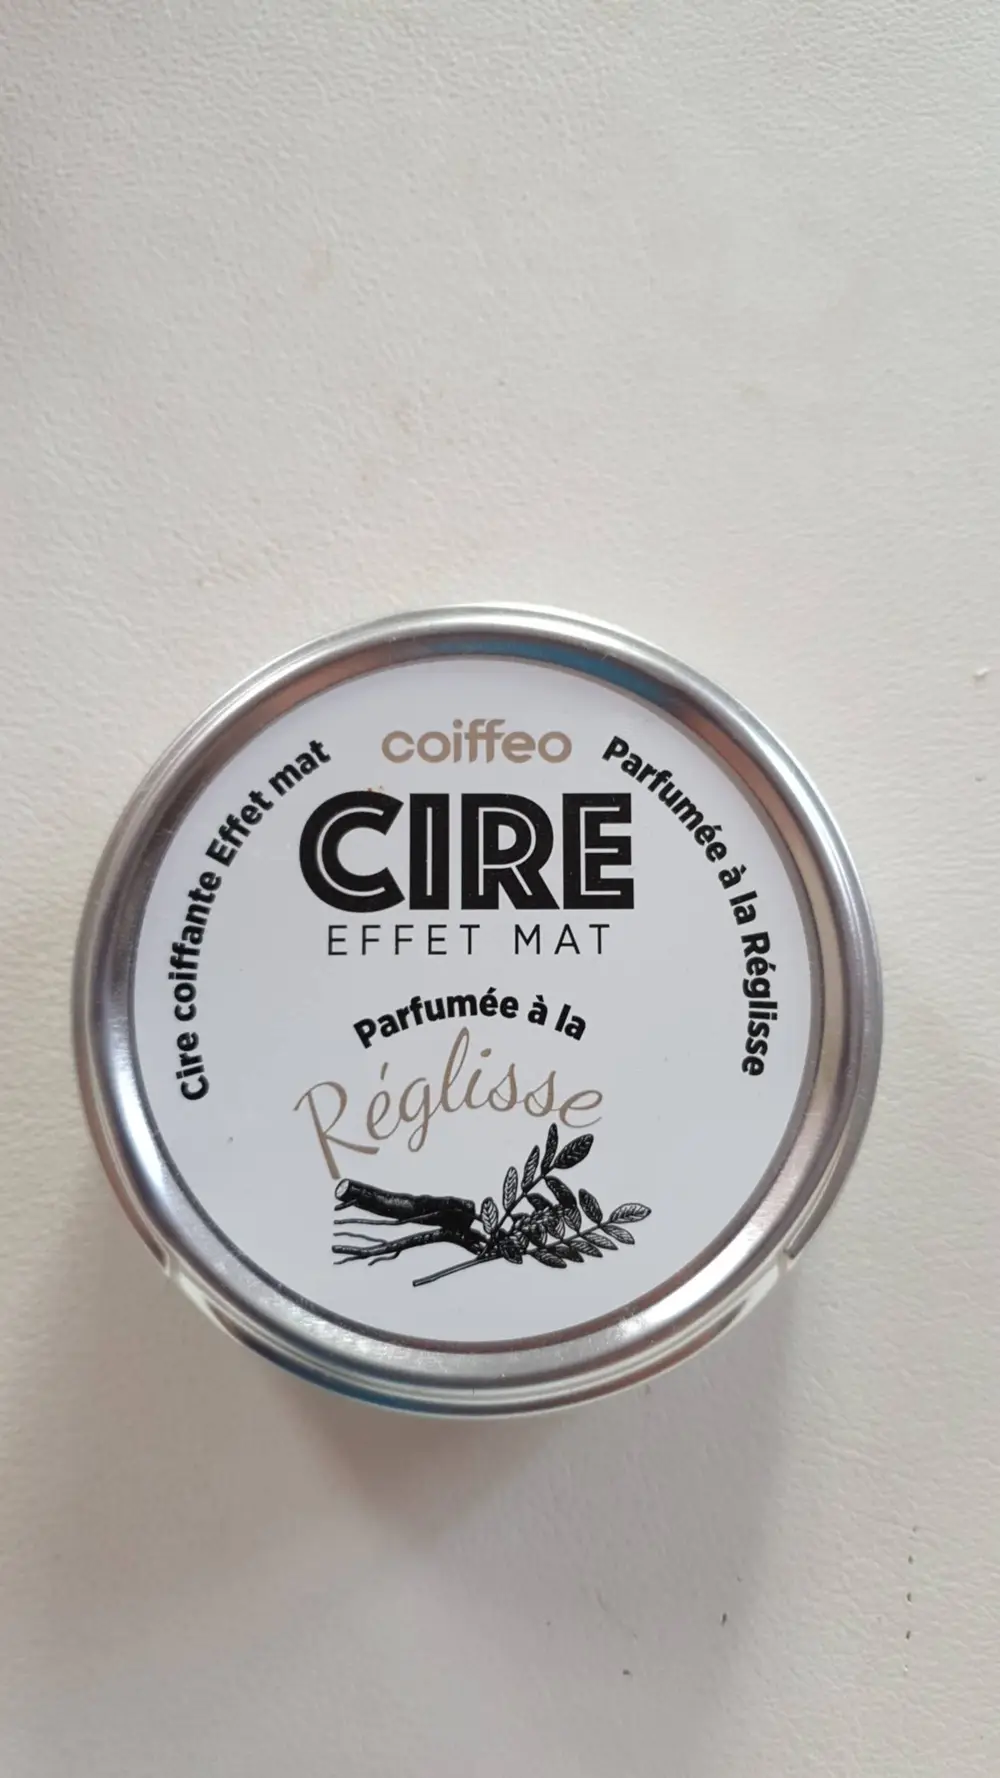 coiffeo
CIRE
EFFET MAT
Parfumée à la
Réglisse
Cire coiffante Effet mat
Parfumée à la Réglisse